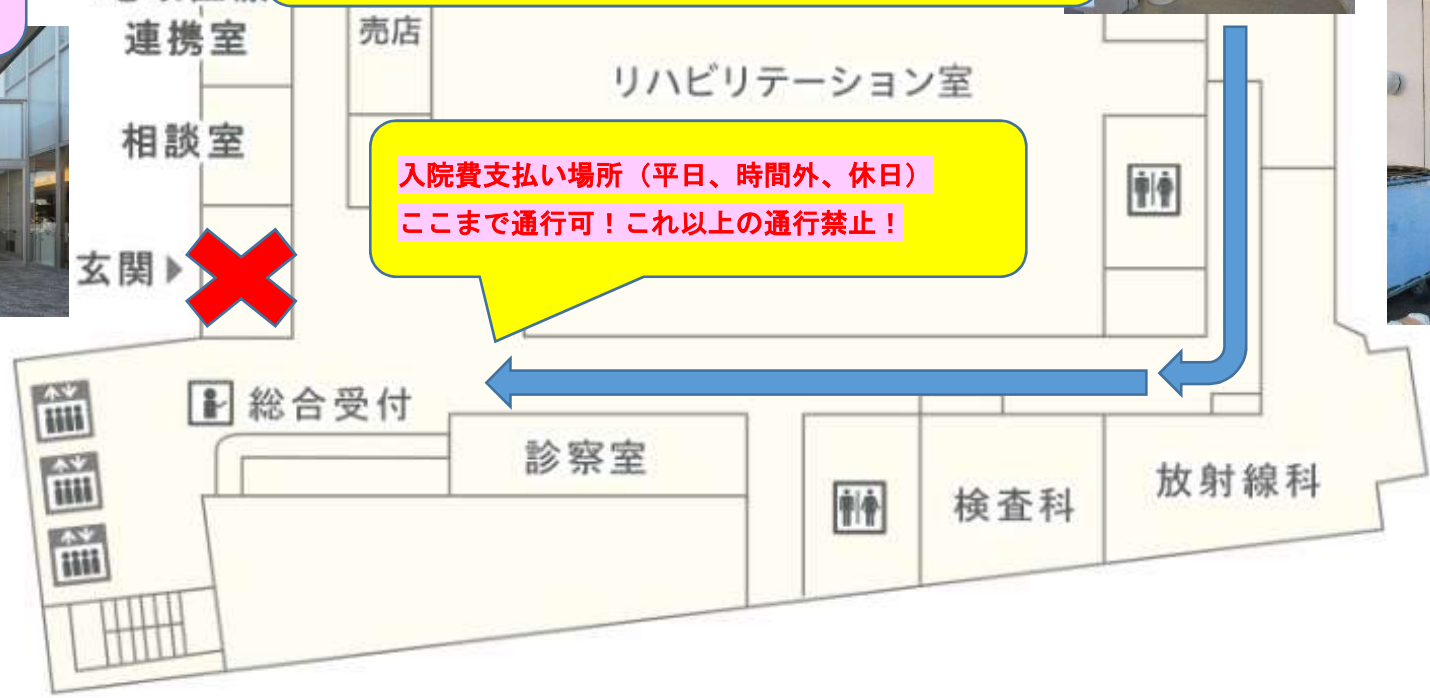 連携室
売店
リハビリテーション室
相談室
入院費支払い場所（平日、時間外、休日）
ここまで通行可！これ以上の通行禁止！
玄関▶
総合受付
診察室
検査科
放射線科